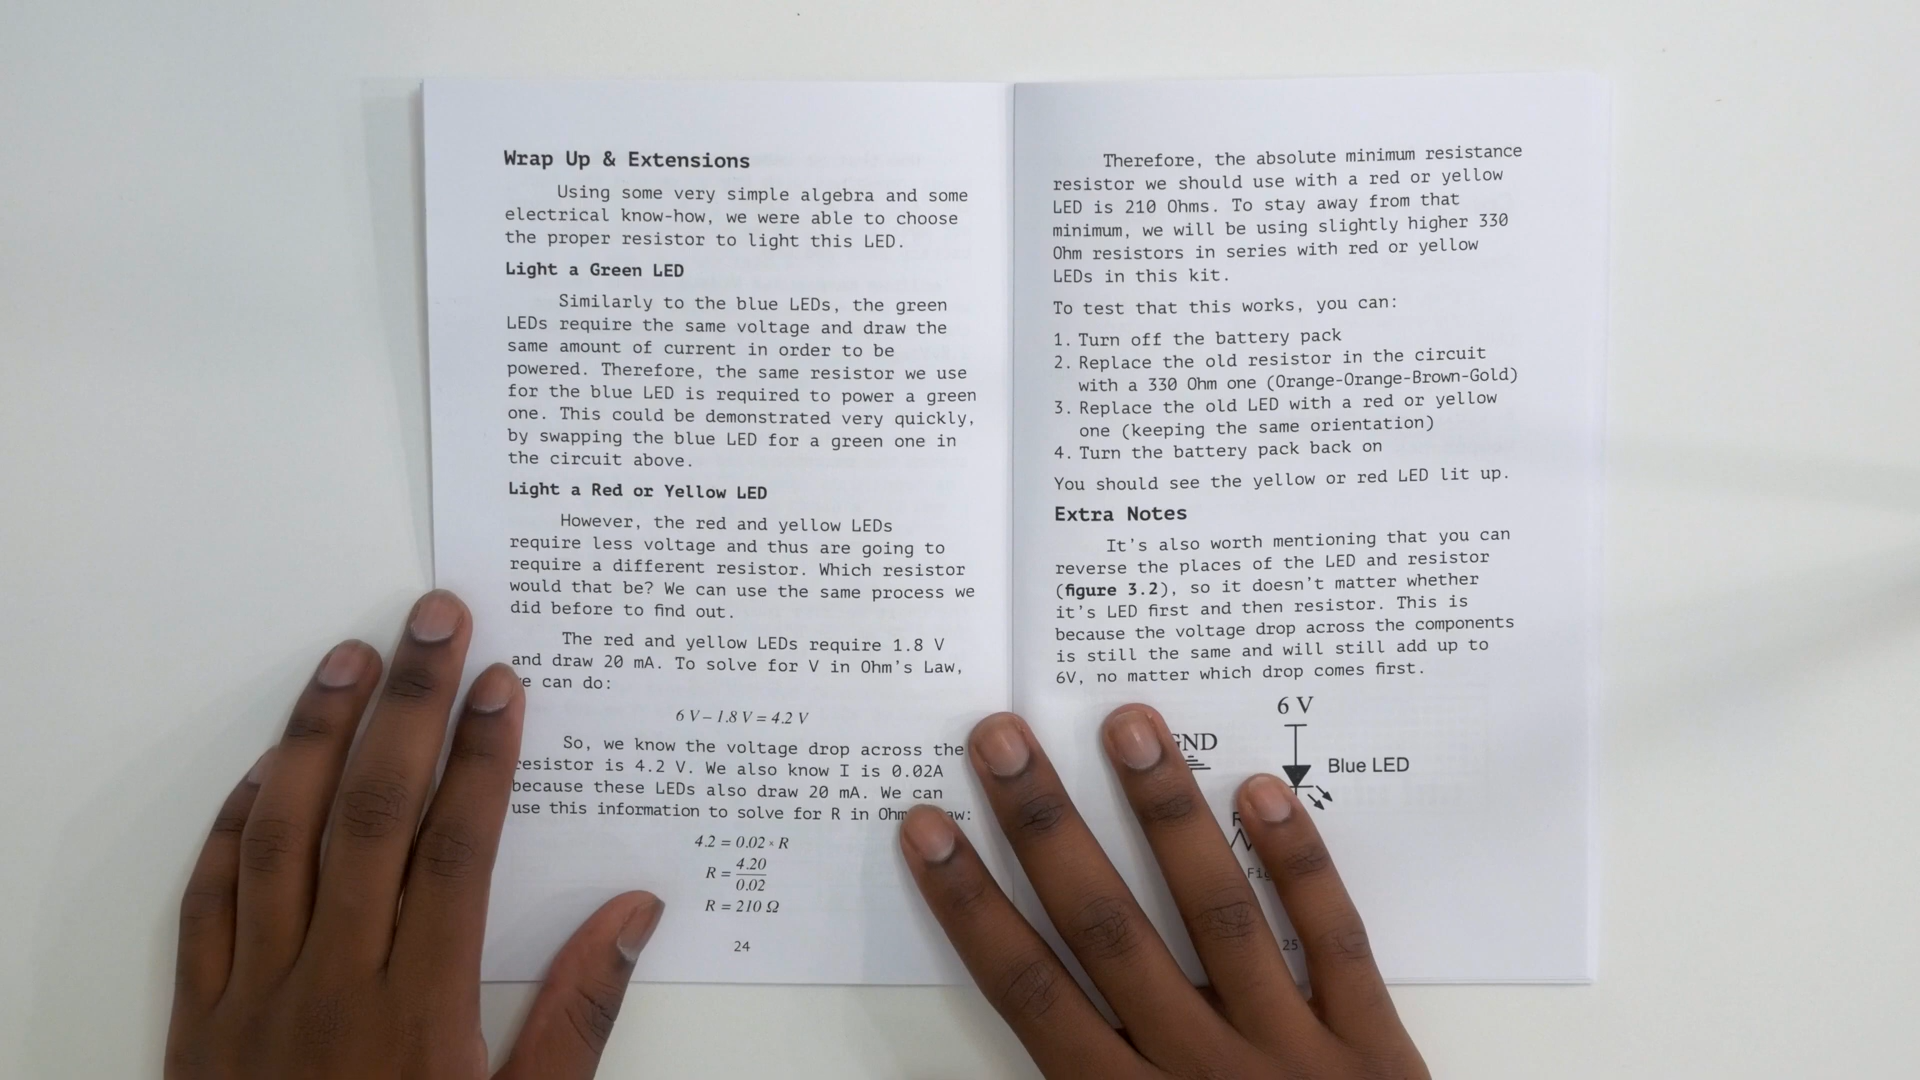 Wrap Up & Extensions
Using some very simple algebra and some
electrical know-how, we were able to choose
the proper resistor to light this LED.
Light a Green LED
Similarly to the blue LEDs, the green
LEDs require the same voltage and draw the
same amount of current in order to be
powered. Therefore, the same resistor we use
for the blue LED is required to power a green
one. This could be demonstrated very quickly,
by swapping the blue LED for a green one in
the circuit above.
Light a Red or Yellow LED
However, the red and yellow LEDs
require less voltage and thus are going to
require a different resistor. Which resistor
would that be? We can use the same process we
did before to find out.
The red and yellow LEDs require 1.8 V
and draw 20 mA. To solve for V in Ohm's Law,
can do:
6 V – 1.8 V = 4.2 V
So, we know the voltage drop across the
resistor is 4.2 V. We also know I is 0.02A
because these LEDs also draw 20 mA. We can
use this information to solve for R in
4.2 = 0.02 × R
R = 4.20
0.02
R = 210 Ω
24
Therefore, the absolute minimum resistance
resistor we should use with a red or yellow
LED is 210 Ohms. To stay away from that
minimum, we will be using slightly higher 330
Ohm resistors in series with red or yellow
LEDs in this kit.
To test that this works, you can:
1. Turn off the battery pack
2. Replace the old resistor in the circuit
with a 330 Ohm one (Orange-Orange-Brown-Gold)
3. Replace the old LED with a red or yellow
one (keeping the same orientation)
4. Turn the battery pack back on
You should see the yellow or red LED lit up.
Extra Notes
It's also worth mentioning that you can
reverse the places of the LED and resistor
(figure 3.2), so it doesn't matter whether
it's LED first and then resistor. This is
because the voltage drop across the components
is still the same and will still add up to
6V, no matter which drop comes first.
6 V
GND
Blue LED
25